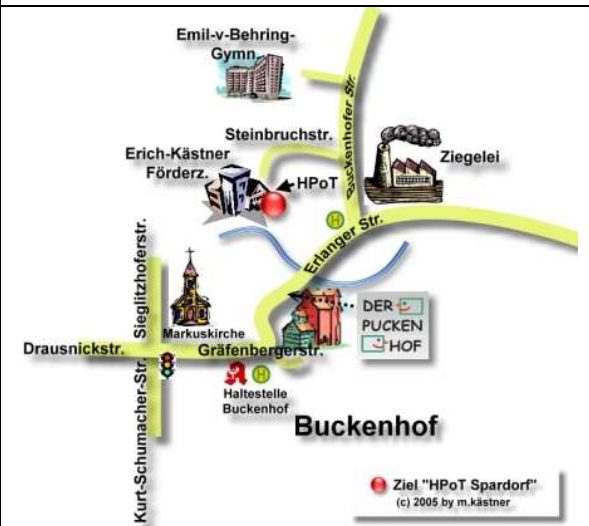 Emil-v-Behring-
Gymn.
Buckenhofer Str.
Steinbruchstr.
Erich-Kästner
Förderz.
HPoT
Ziegelei
H
Erlanger Str.
Sieglitzhoferstr.
Markuskirche
DER
PUCKEN
HOF
Drausnickstr.
Gräfenbergerstr.
Kurt-Schumacher-Str.
H
Haltestelle
Buckenhof
Buckenhof
Ziel "HPoT Spardorf"
(c) 2005 by m.kästner